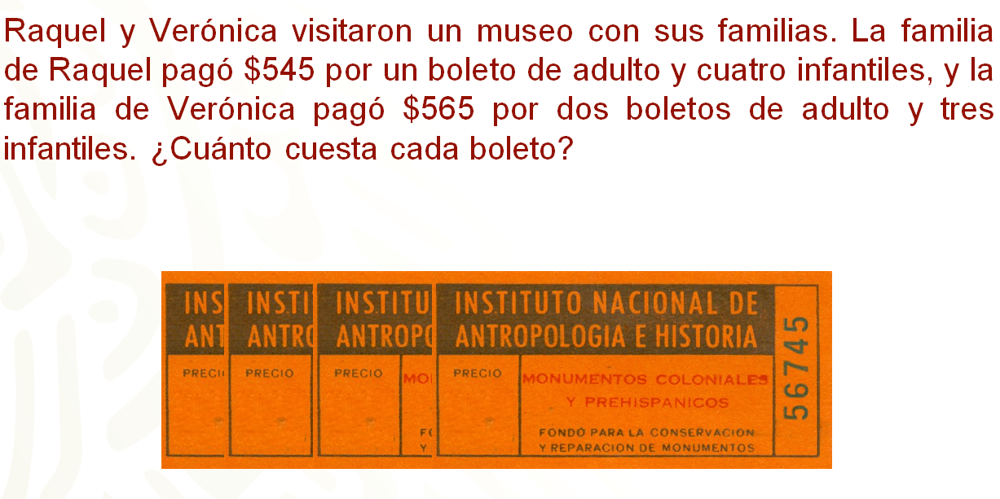 Raquel y Verónica visitaron un museo con sus familias. La familia
de Raquel pagó $545 por un boleto de adulto y cuatro infantiles, y la
familia de Verónica pagó $565 por dos boletos de adulto y tres
infantiles. ¿Cuánto cuesta cada boleto?
INS INSTI INSTITU INSTITUTO NACIONAL DE
ANT ANTRO ANTROPO ANTROPOLOGIA E HISTORIA
PRECI PRECIO PRECIO MO PRECIO MONUMENTOS COLONIALES
Y PREHISPANICOS
F FONDO PARA LA CONSERVACION
Y Y REPARACION DE MONUMENTOS
56745